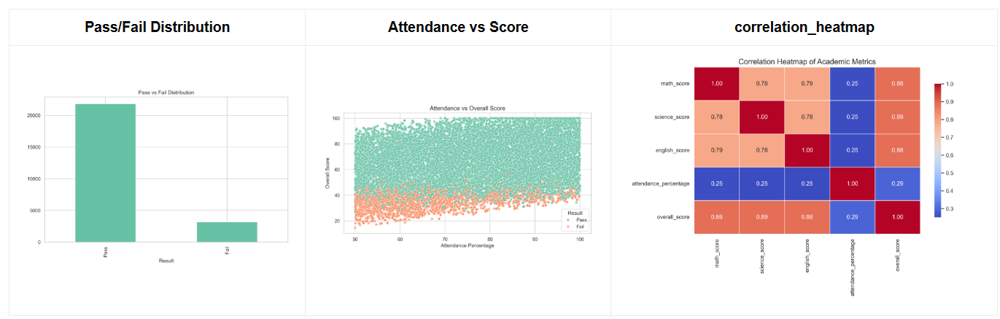 Pass/Fail Distribution
Attendance vs Score
correlation_heatmap
Pass vs Fail Distribution
20000
15000
10000
5000
0
Pass
Fail
Result
Attendance vs Overall Score
Overall Score
100
80
60
40
20
50
60
70
80
90
100
Attendance Percentage
Result
Pass
Fail
Correlation Heatmap of Academic Metrics
math_score 1.00 0.78 0.79 0.25 0.88
science_score 0.78 1.00 0.78 0.25 0.89
english_score 0.79 0.78 1.00 0.25 0.88
attendance_percentage 0.25 0.25 0.25 1.00 0.29
overall_score 0.88 0.89 0.88 0.29 1.00
math_score
science_score
english_score
attendance_percentage
overall_score
1.0
0.9
0.8
0.7
0.6
0.5
0.4
0.3